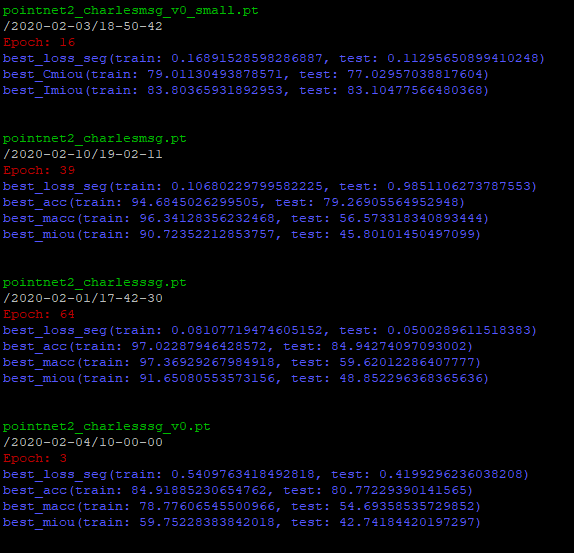 pointnet2_charlesmsg_v0_small.pt
/2020-02-03/18-50-42
Epoch: 16
best_loss_seg(train: 0.16891528598286887, test: 0.11295650899410248)
best_Cmiou(train: 79.01130493878571, test: 77.02957038817604)
best_Imiou(train: 83.80365931892953, test: 83.10477566480368)
pointnet2_charlesmsg.pt
/2020-02-10/19-02-11
Epoch: 39
best_loss_seg(train: 0.10680229799582225, test: 0.9851106273787553)
best_acc(train: 94.6845026299505, test: 79.26905564952948)
best_macc(train: 96.34128356232468, test: 56.573318340893444)
best_miou(train: 90.72352212853757, test: 45.80101450497099)
pointnet2_charlesssg.pt
/2020-02-01/17-42-30
Epoch: 64
best_loss_seg(train: 0.08107719474605152, test: 0.0500289611518383)
best_acc(train: 97.02287946428572, test: 84.94274097093002)
best_macc(train: 97.36929267984918, test: 59.62012286407777)
best_miou(train: 91.65080553573156, test: 48.852296368365636)
pointnet2_charlesssg_v0.pt
/2020-02-04/10-00-00
Epoch: 3
best_loss_seg(train: 0.5409763418492818, test: 0.4199296236038208)
best_acc(train: 84.91885230654762, test: 80.77229390141565)
best_macc(train: 78.77606545500966, test: 54.69358535729852)
best_miou(train: 59.75228383842018, test: 42.74184420197297)